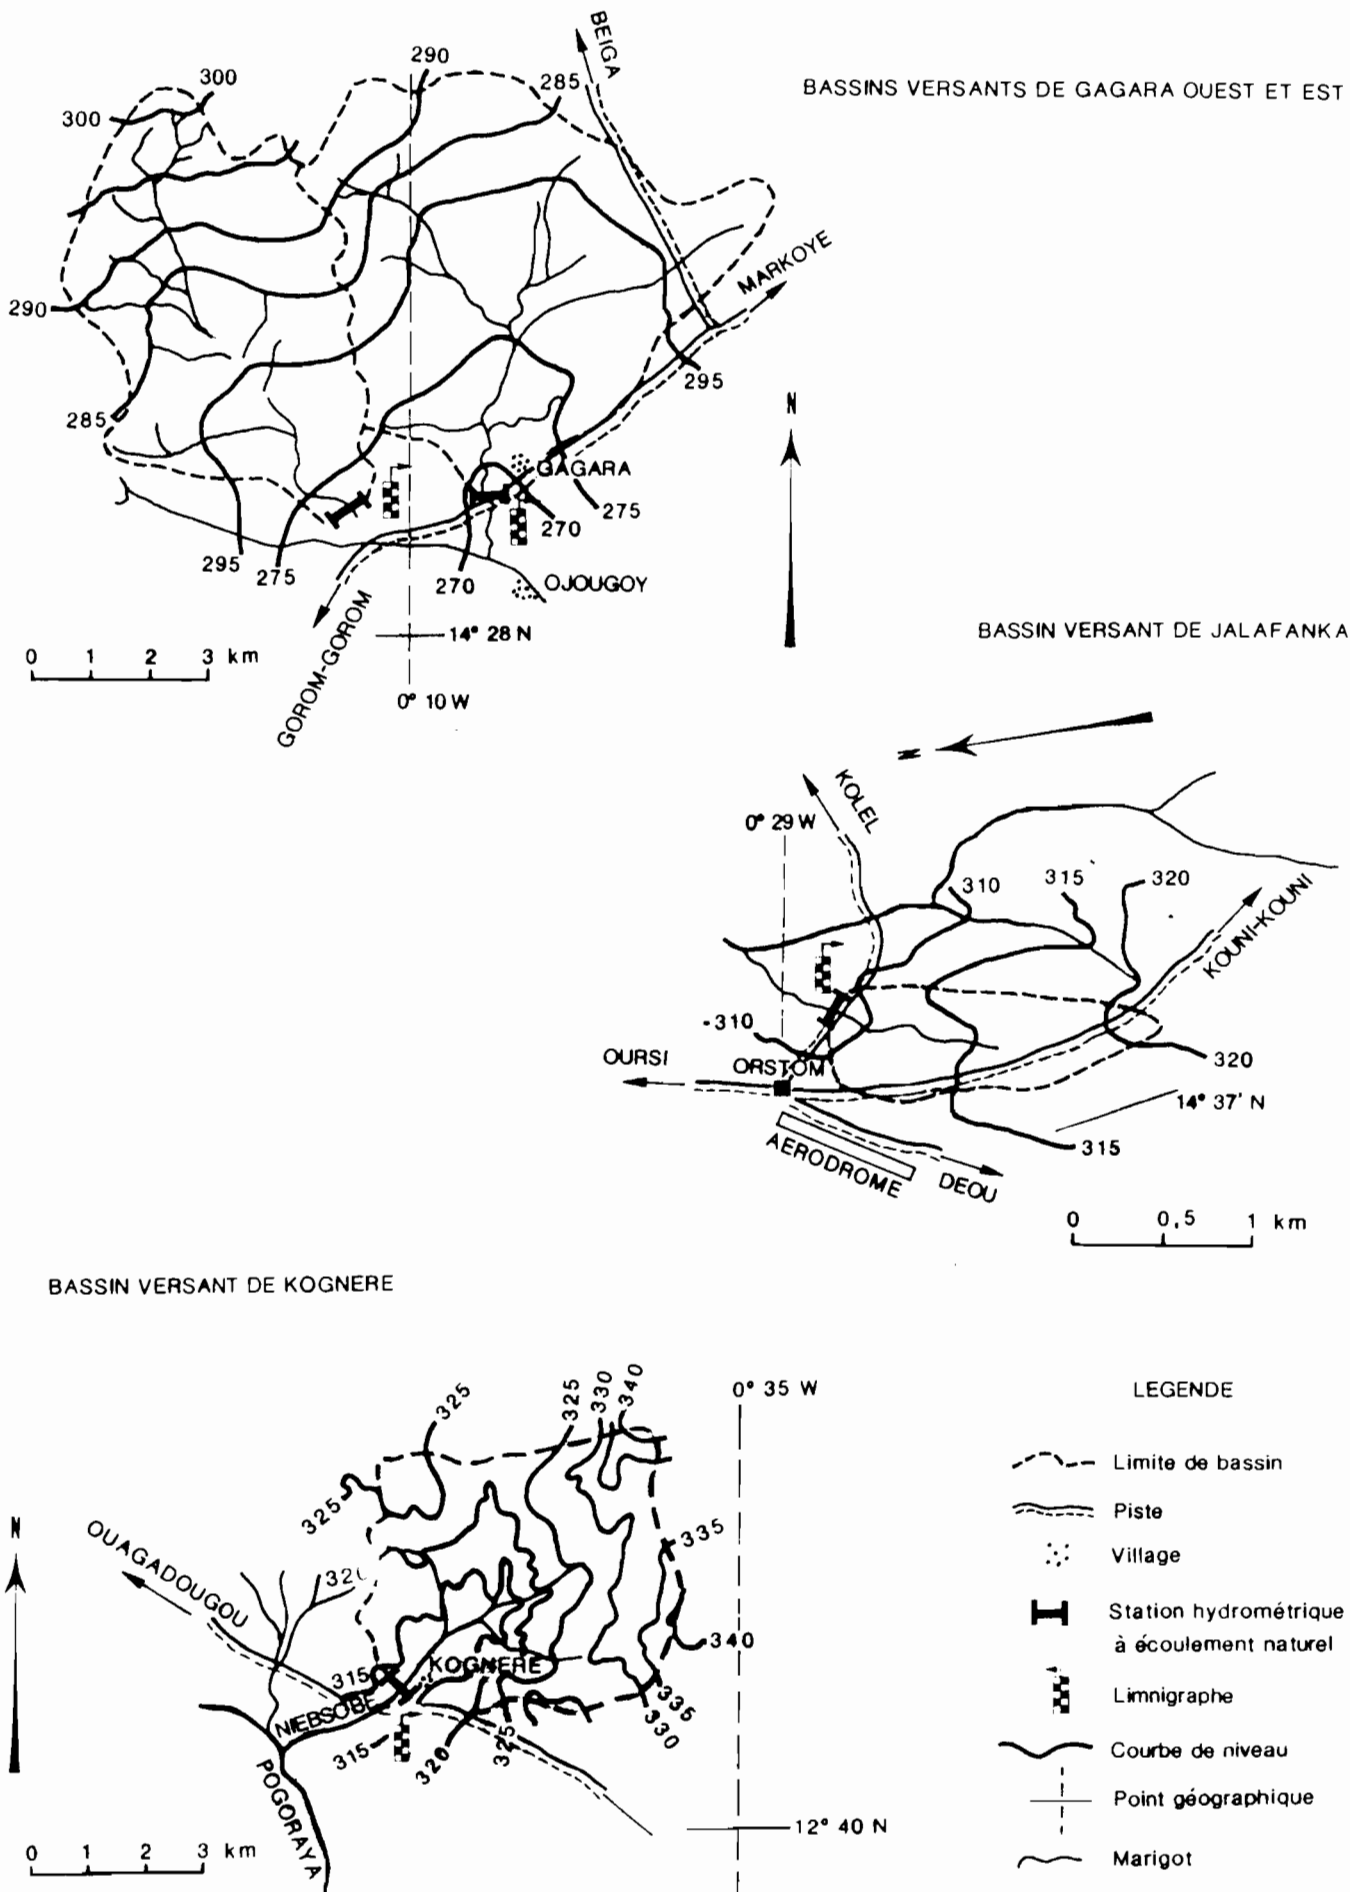 BASSINS VERSANTS DE GAGARA OUEST ET EST
BEIGA
290
300
285
300
MARKOYE
290
295
N
285
GAGARA
275
270
295
275
270
OJOUGOY
GOROM-GOROM
14° 28 N
0 1 2 3 km
0° 10 W
BASSIN VERSANT DE JALAFANKA
N
KOLEL
0° 29 W
310
315
320
KOUNI-KOUNI
-310
OURSI
ORSTOM
320
14° 37' N
315
AERODROME
DEOU
0 0,5 1 km
BASSIN VERSANT DE KOGNERE
325
325
330
340
0° 35 W
325
N
OUAGADOUGOU
335
32
340
KOGNERE
315
NIEBSOBE
335
330
315
320
325
POGORAYA
12° 40 N
0 1 2 3 km
LEGENDE
Limite de bassin
Piste
Village
Station hydrométrique
à écoulement naturel
Limnigraphe
Courbe de niveau
Point géographique
Marigot